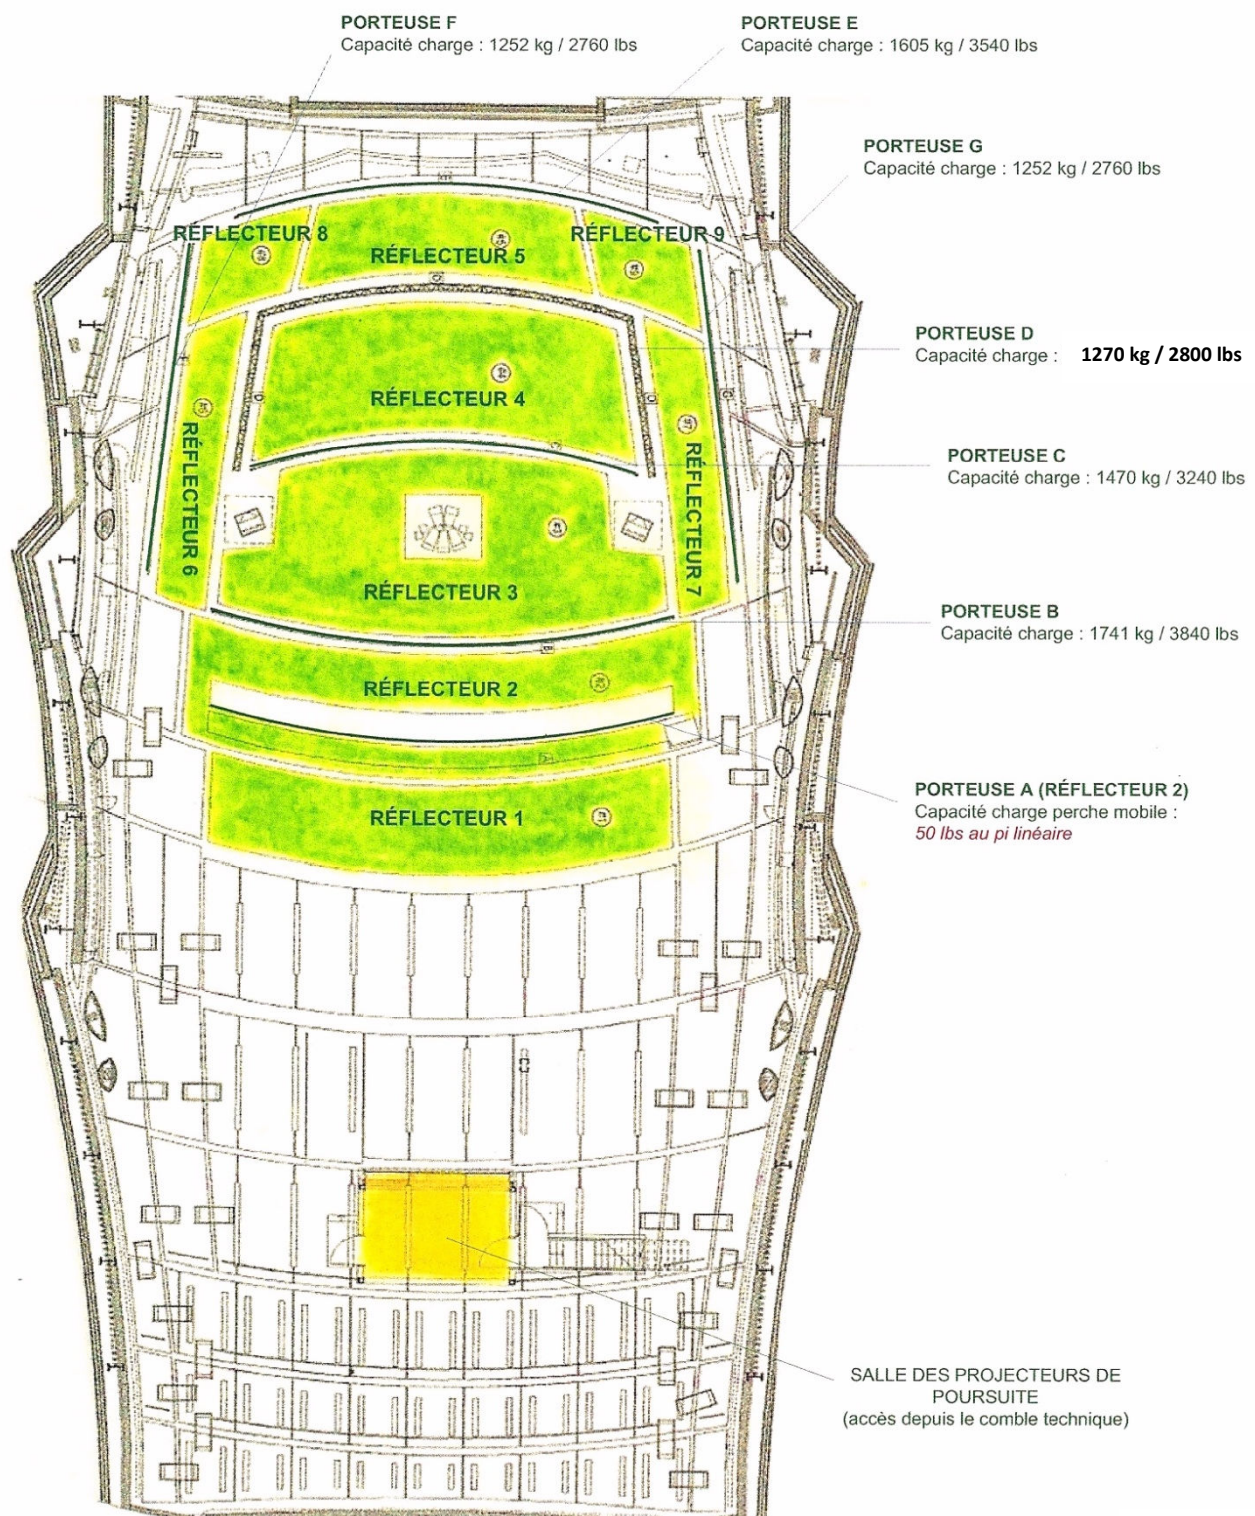 PORTEUSE F
Capacité charge : 1252 kg / 2760 lbs
PORTEUSE E
Capacité charge : 1605 kg / 3540 lbs
PORTEUSE G
Capacité charge : 1252 kg / 2760 lbs
RÉFLECTEUR 8
RÉFLECTEUR 5
RÉFLECTEUR 9
PORTEUSE D
Capacité charge : 1270 kg / 2800 lbs
RÉFLECTEUR 4
RÉFLECTEUR 6
RÉFLECTEUR 7
PORTEUSE C
Capacité charge : 1470 kg / 3240 lbs
RÉFLECTEUR 3
PORTEUSE B
Capacité charge : 1741 kg / 3840 lbs
RÉFLECTEUR 2
PORTEUSE A (RÉFLECTEUR 2)
Capacité charge perche mobile :
50 lbs au pi linéaire
RÉFLECTEUR 1
SALLE DES PROJECTEURS DE
POURSUITE
(accès depuis le comble technique)